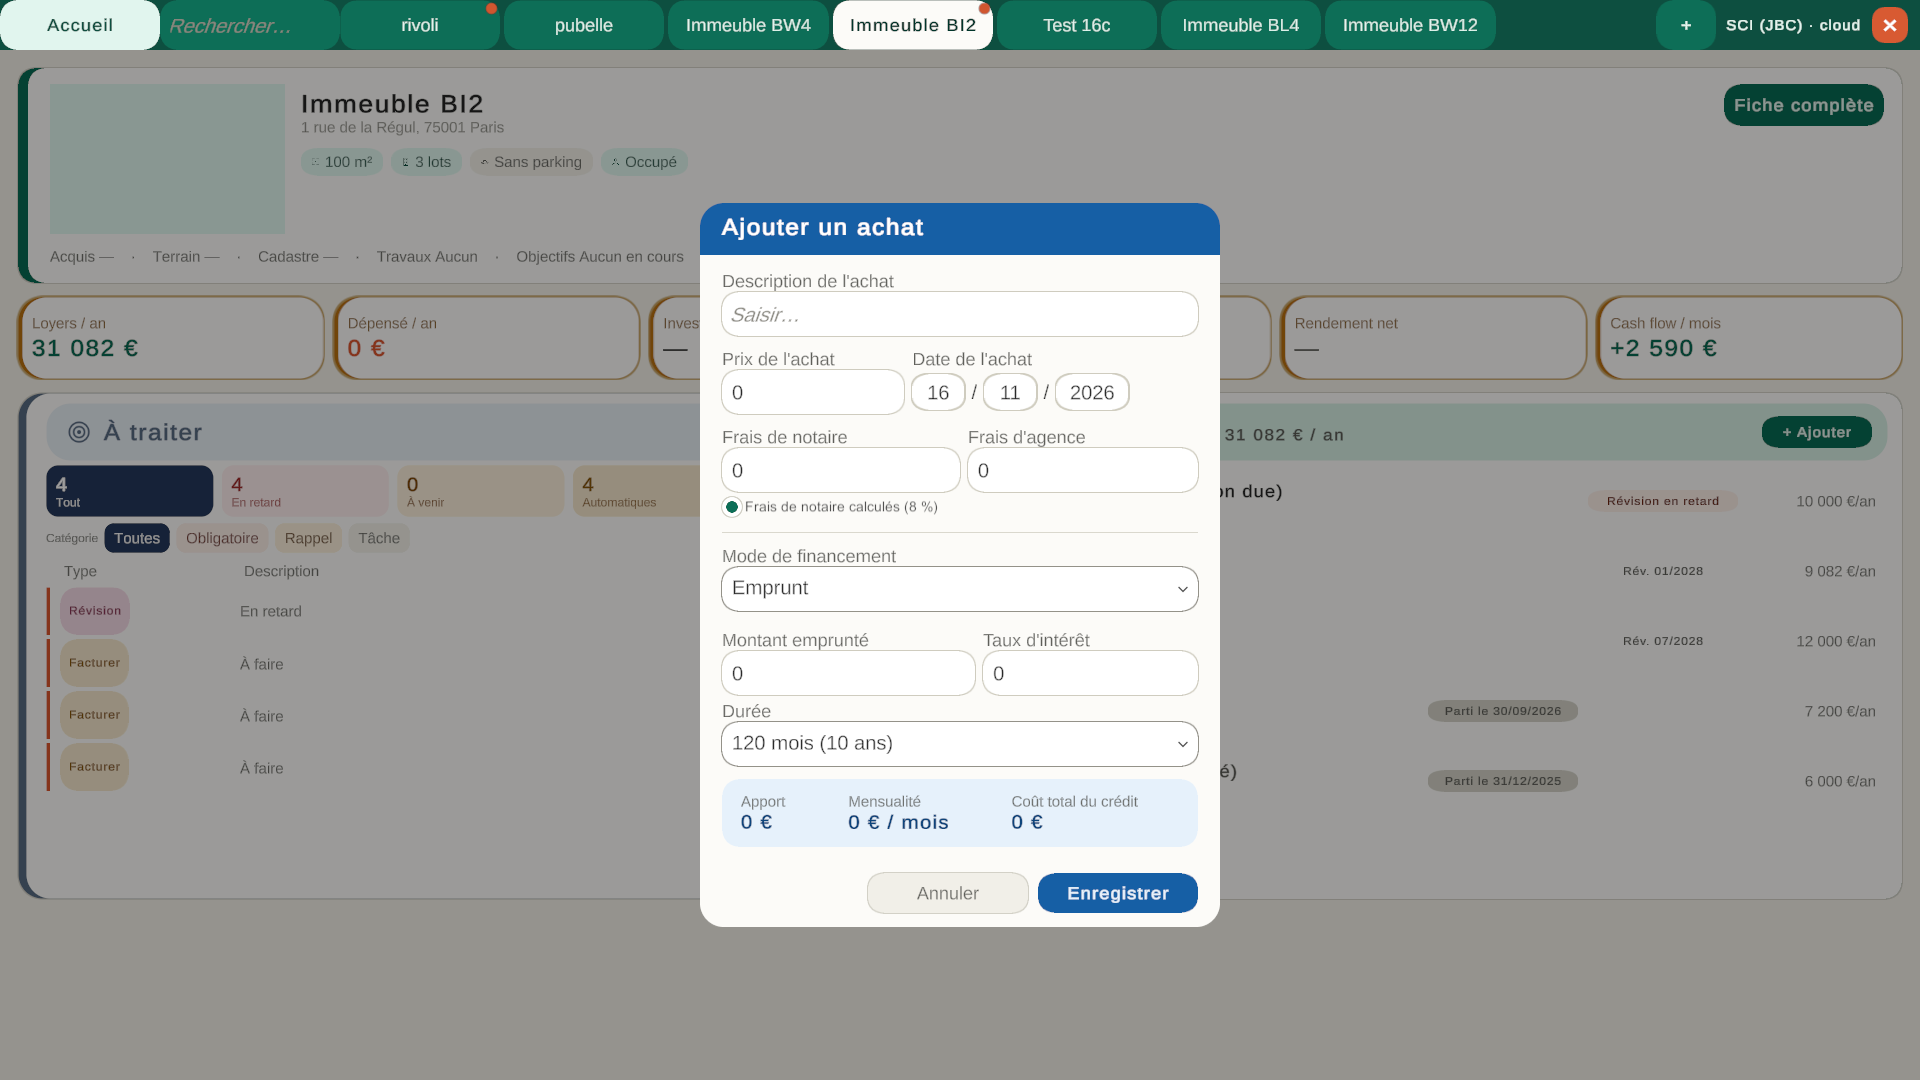 Accueil
Rechercher...
rivoli
pubelle
Immeuble BW4
Immeuble BI2
Test 16c
Immeuble BL4
Immeuble BW12
+
SCI (JBC) · cloud
Immeuble BI2
1 rue de la Régul, 75001 Paris
100 m²
3 lots
Sans parking
Occupé
Fiche complète
Acquis — · Terrain — · Cadastre — · Travaux Aucun · Objectifs Aucun en cours
Loyers / an
31 082 €
Dépensé / an
0 €
Inves
—
Rendement net
—
Cash flow / mois
+2 590 €
À traiter
4
Tout
4
En retard
0
À venir
4
Automatiques
Catégorie
Toutes
Obligatoire
Rappel
Tâche
Type
Description
Révision
En retard
Facturer
À faire
Facturer
À faire
Facturer
À faire
Ajouter un achat
Description de l'achat
Saisir...
Prix de l'achat
Date de l'achat
0
16 / 11 / 2026
Frais de notaire
Frais d'agence
0
0
Frais de notaire calculés (8 %)
Mode de financement
Emprunt
Montant emprunté
Taux d'intérêt
0
0
Durée
120 mois (10 ans)
Apport
0 €
Mensualité
0 € / mois
Coût total du crédit
0 €
Annuler
Enregistrer
31 082 € / an
+ Ajouter
on due)
Révision en retard
10 000 €/an
Rév. 01/2028
9 082 €/an
Rév. 07/2028
12 000 €/an
Parti le 30/09/2026
7 200 €/an
é)
Parti le 31/12/2025
6 000 €/an